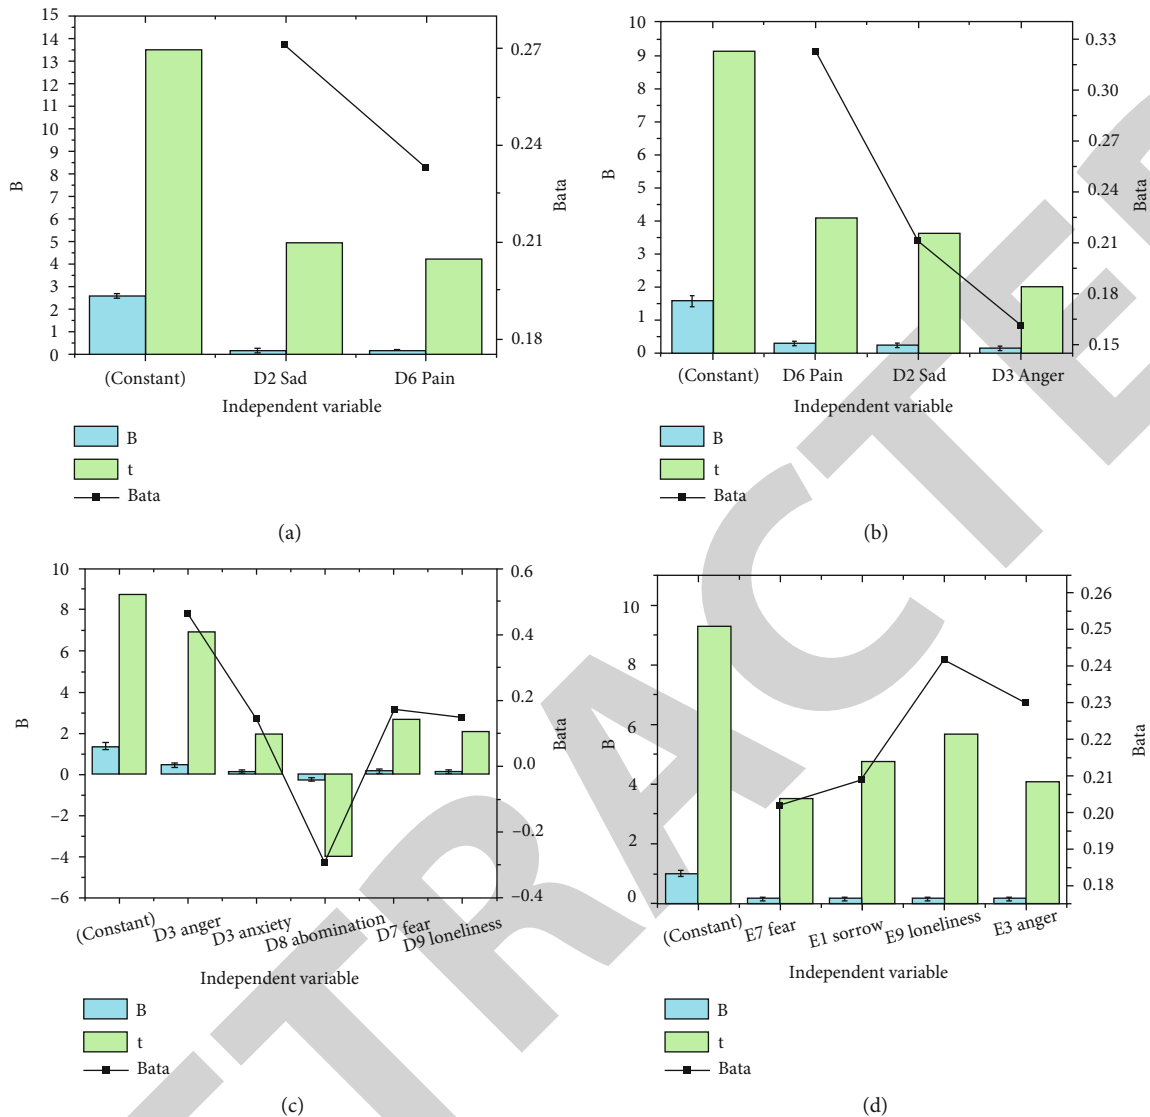 15
14
13
12
11
10
9
8
7
6
5
4
3
2
1
0
B
0.27
0.24
0.21
0.18
Bata
(Constant)
D2 Sad
D6 Pain
Independent variable
B
t
Bata
(a)
10
9
8
7
6
5
4
3
2
1
0
B
0.33
0.30
0.27
0.24
0.21
0.18
0.15
Bata
(Constant)
D6 Pain
D2 Sad
D3 Anger
Independent variable
B
t
Bata
(b)
10
8
6
4
2
0
−2
−4
−6
B
0.6
0.4
0.2
0.0
−0.2
−0.4
Bata
(Constant)
D3 anger
D3 anxiety
D8 abomination
D7 fear
D9 loneliness
Independent variable
B
t
Bata
(c)
10
8
6
4
2
0
B
0.26
0.25
0.24
0.23
0.22
0.21
0.20
0.19
0.18
Bata
(Constant)
E7 fear
E1 sorrow
E9 loneliness
E3 anger
Independent variable
B
t
Bata
(d)
TRACTE